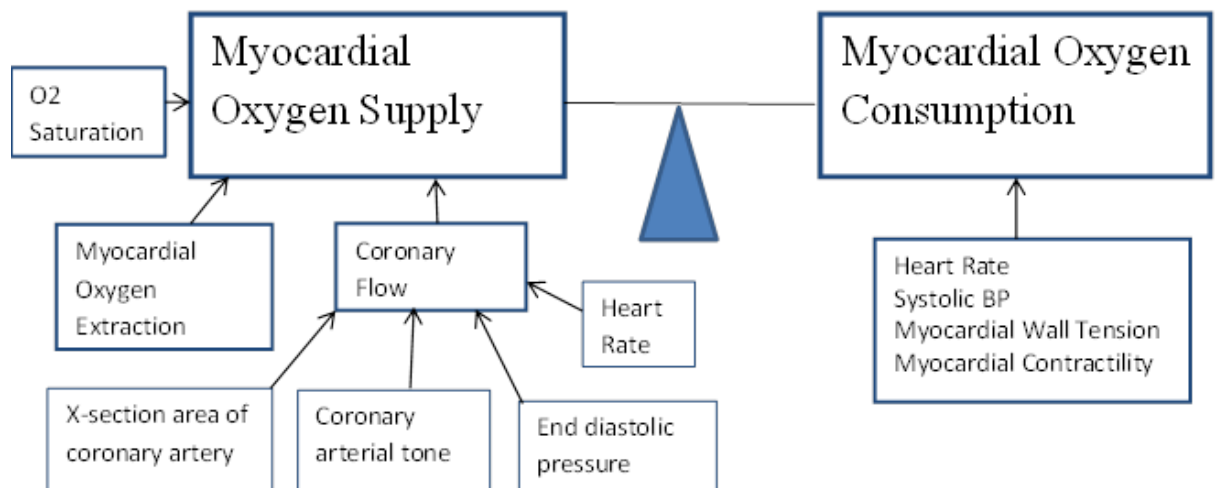 Myocardial
Oxygen Supply
Myocardial Oxygen
Consumption
O2
Saturation
Myocardial
Oxygen
Extraction
Coronary
Flow
Heart
Rate
Heart Rate
Systolic BP
Myocardial Wall Tension
Myocardial Contractility
X-section area of
coronary artery
Coronary
arterial tone
End diastolic
pressure